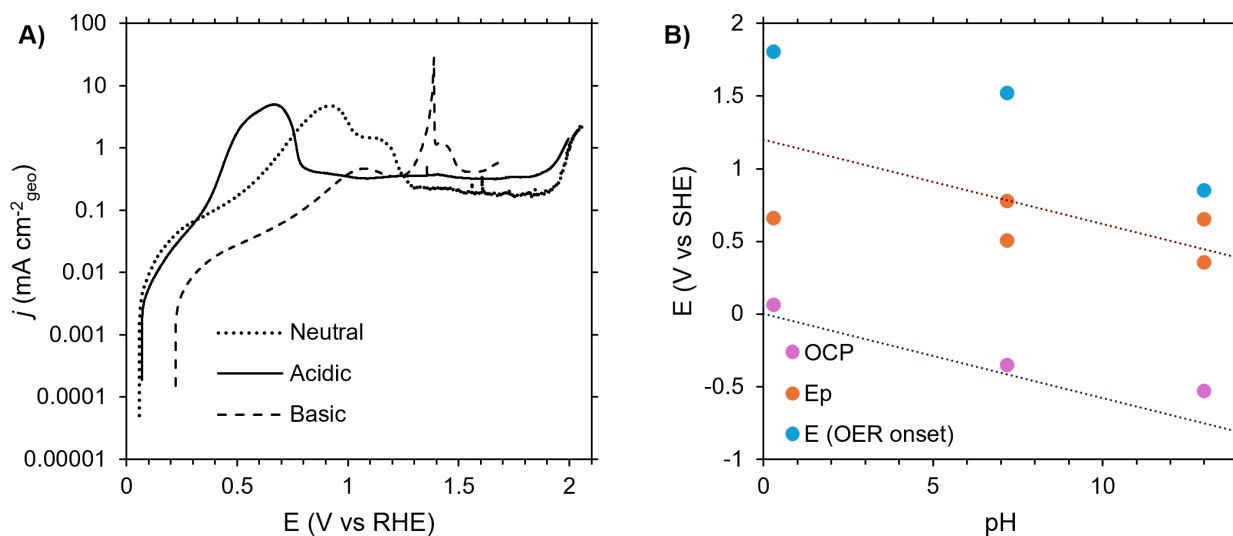 A)
100
10
1
0.1
0.01
0.001
0.0001
0.00001
j (mA cm⁻²geo)
Neutral
Acidic
Basic
0
0.5
1
1.5
2
E (V vs RHE)
B)
2
1.5
1
0.5
0
-0.5
-1
E (V vs SHE)
OCP
Ep
E (OER onset)
0
5
10
pH